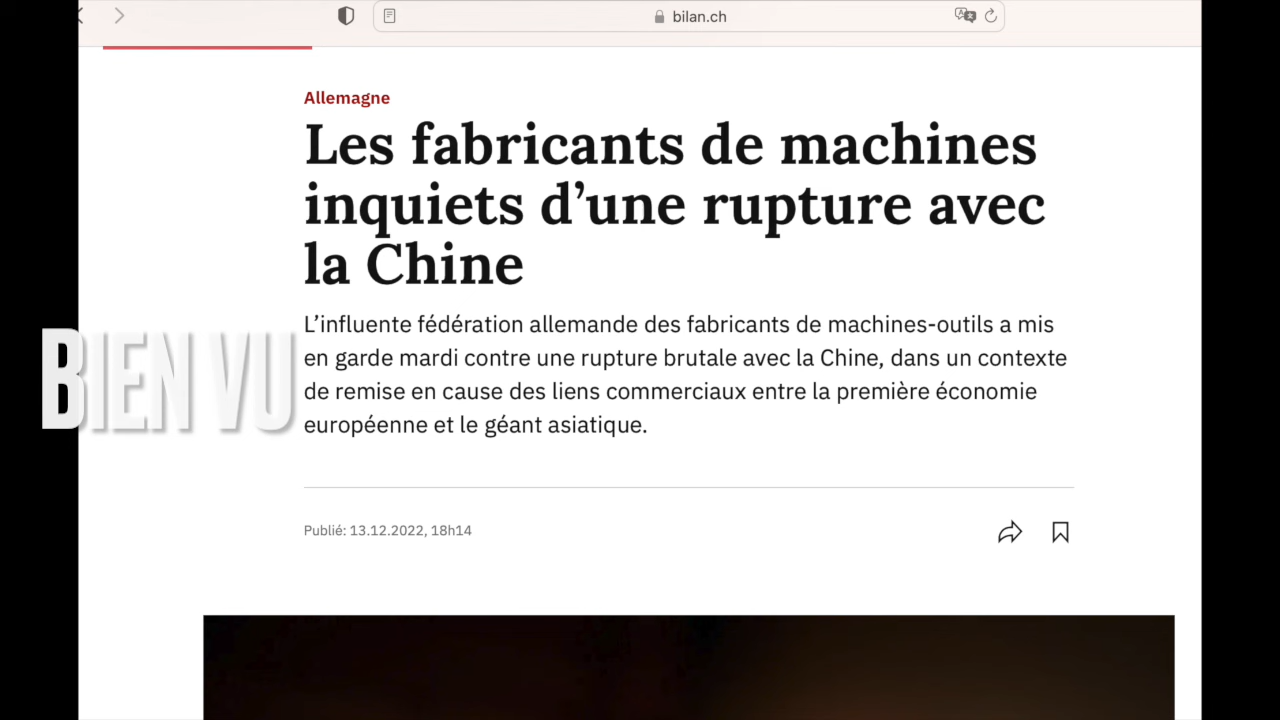 bilan.ch
Allemagne
Les fabricants de machines
inquiets d’une rupture avec
la Chine
L’influente fédération allemande des fabricants de machines-outils a mis
en garde mardi contre une rupture brutale avec la Chine, dans un contexte
de remise en cause des liens commerciaux entre la première économie
européenne et le géant asiatique.
BIEN VU
Publié: 13.12.2022, 18h14